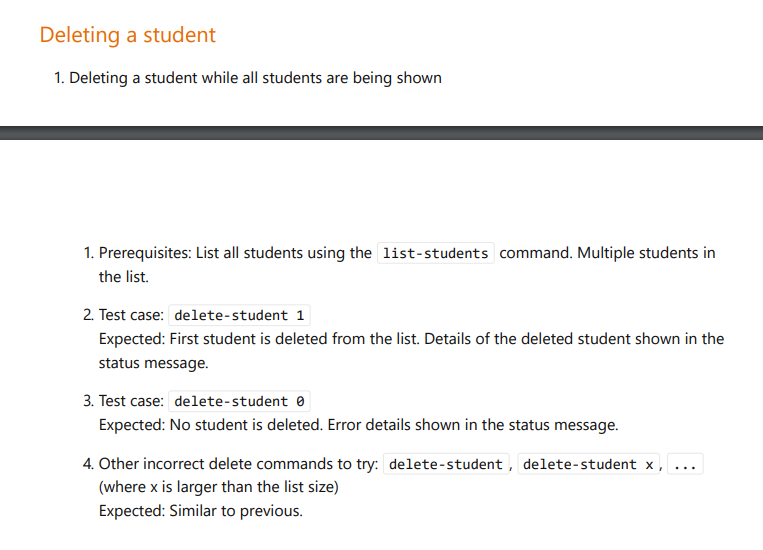 Deleting a student
1. Deleting a student while all students are being shown
1. Prerequisites: List all students using the list-students command. Multiple students in
the list.
2. Test case: delete-student 1
Expected: First student is deleted from the list. Details of the deleted student shown in the
status message.
3. Test case: delete-student 0
Expected: No student is deleted. Error details shown in the status message.
4. Other incorrect delete commands to try: delete-student , delete-student x , ...
(where x is larger than the list size)
Expected: Similar to previous.